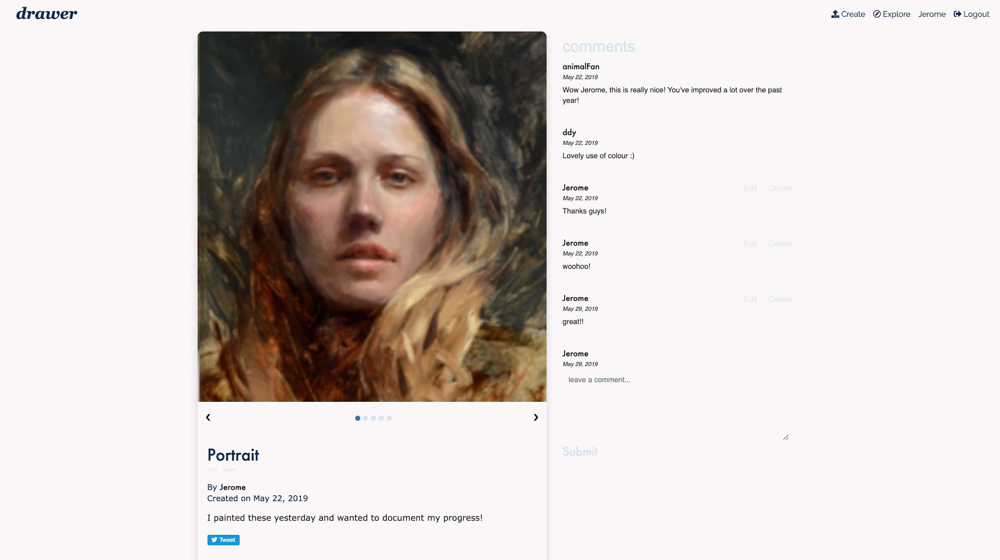 drawer
Create Explore Jerome Logout
comments
animalFan
May 22, 2019
Wow Jerome, this is really nice! You've improved a lot over the past
year!
ddy
May 22, 2019
Lovely use of colour :)
Jerome Edit Delete
May 22, 2019
Thanks guys!
Jerome Edit Delete
May 22, 2019
woohoo!
Jerome Edit Delete
May 29, 2019
great!!
Jerome
May 29, 2019
leave a comment...
Submit
Portrait
Edit Delete
By Jerome
Created on May 22, 2019
I painted these yesterday and wanted to document my progress!
Tweet